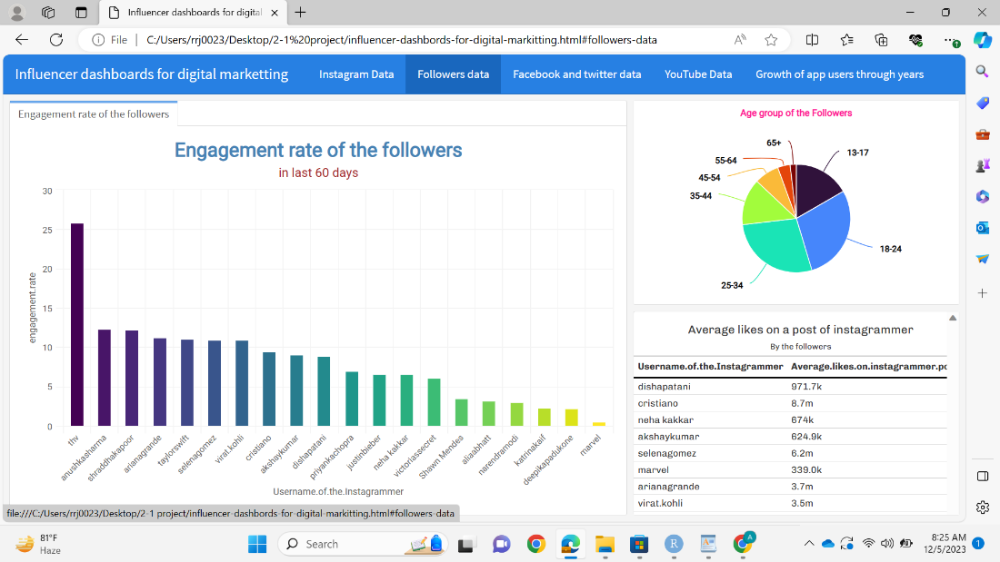 Influencer dashboards for digital
File
C:/Users/rrj0023/Desktop/2-1%20project/influencer-dashbords-for-digital-markitting.html#followers-data
Influencer dashboards for digital marketting
Instagram Data
Followers data
Facebook and twitter data
YouTube Data
Growth of app users through years
Engagement rate of the followers
Engagement rate of the followers
in last 60 days
engagement.rate
30
25
20
15
10
5
0
thv
anushkasharma
shraddhakapoor
arianagrande
taylorswift
selenagomez
virat.kohli
cristiano
akshaykumar
dishapatani
priyankachopra
justinbieber
neha kakkar
victoriassecret
Shawn Mendes
aliaabhatt
narendramodi
katrinakaif
deepikapadukone
marvel
Username.of.the.Instagrammer
Age group of the Followers
65+
13-17
55-64
45-54
35-44
18-24
25-34
Average likes on a post of instagrammer
By the followers
Username.of.the.Instagrammer Average.likes.on.instagrammer.po
dishapatani 971.7k
cristiano 8.7m
neha kakkar 674k
akshaykumar 624.9k
selenagomez 6.2m
marvel 339.0k
arianagrande 3.7m
virat.kohli 3.5m
file:///C:/Users/rrj0023/Desktop/2-1 project/influencer-dashbords-for-digital-markitting.html#followers-data
81°F
Haze
Search
8:25 AM
12/5/2023
1